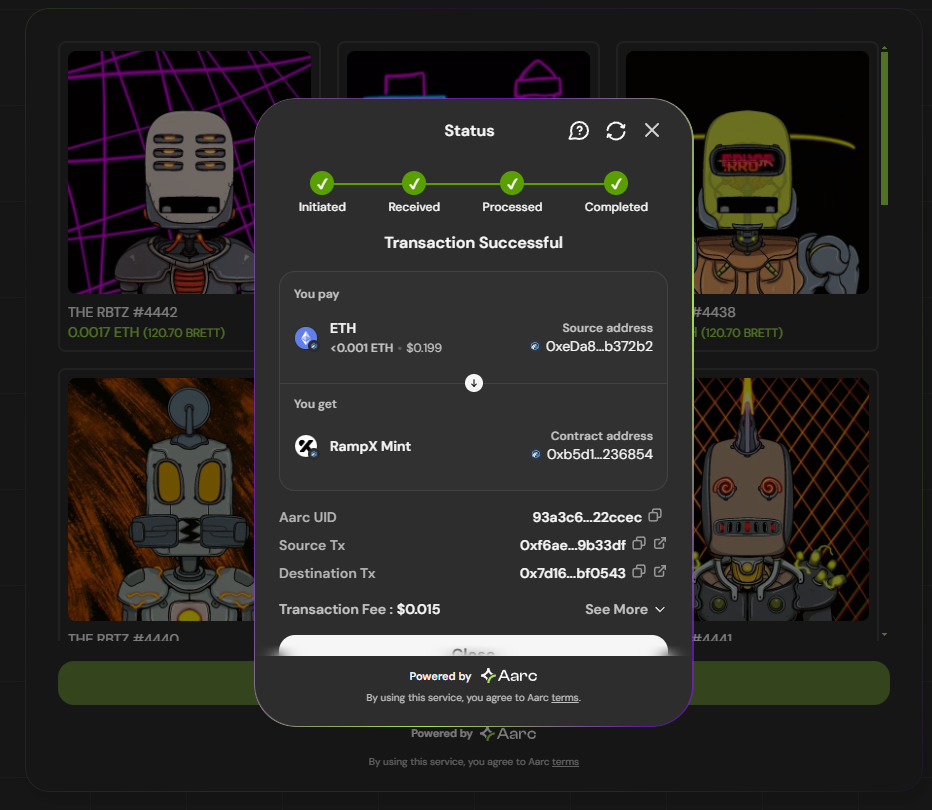 Status
Initiated
Received
Processed
Completed
Transaction Successful
You pay
ETH
Source address
<0.001 ETH • $0.199
0xeDa8...b372b2
You get
RampX Mint
Contract address
0xb5d1...236854
Aarc UID
93a3c6...22ccec
Source Tx
0xf6ae...9b33df
Destination Tx
0x7d16...bf0543
Transaction Fee : $0.015
See More
Close
Powered by Aarc
By using this service, you agree to Aarc terms.
THE RBTZ #4442
0.0017 ETH (120.70 BRETT)
#4438
(120.70 BRETT)
THE RBTZ #4440
#4441
Powered by Aarc
By using this service, you agree to Aarc terms